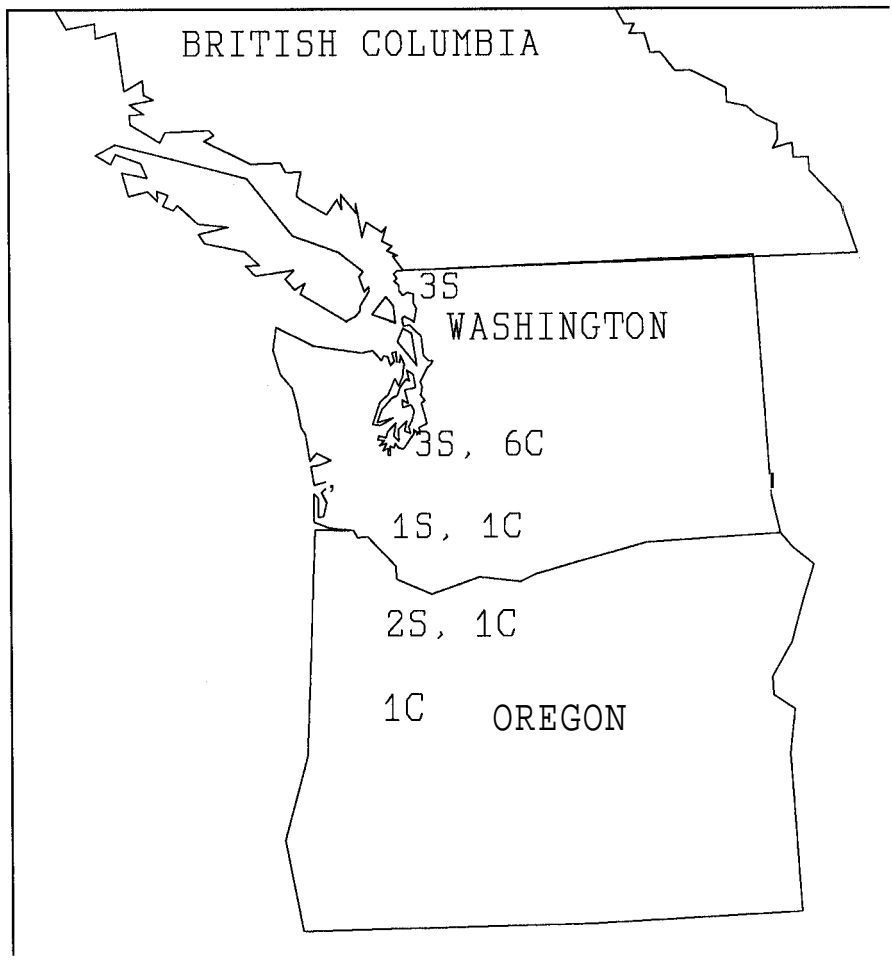 BRITISH COLUMBIA
3S
WASHINGTON
3S, 6C
1S, 1C
2S, 1C
1C
OREGON